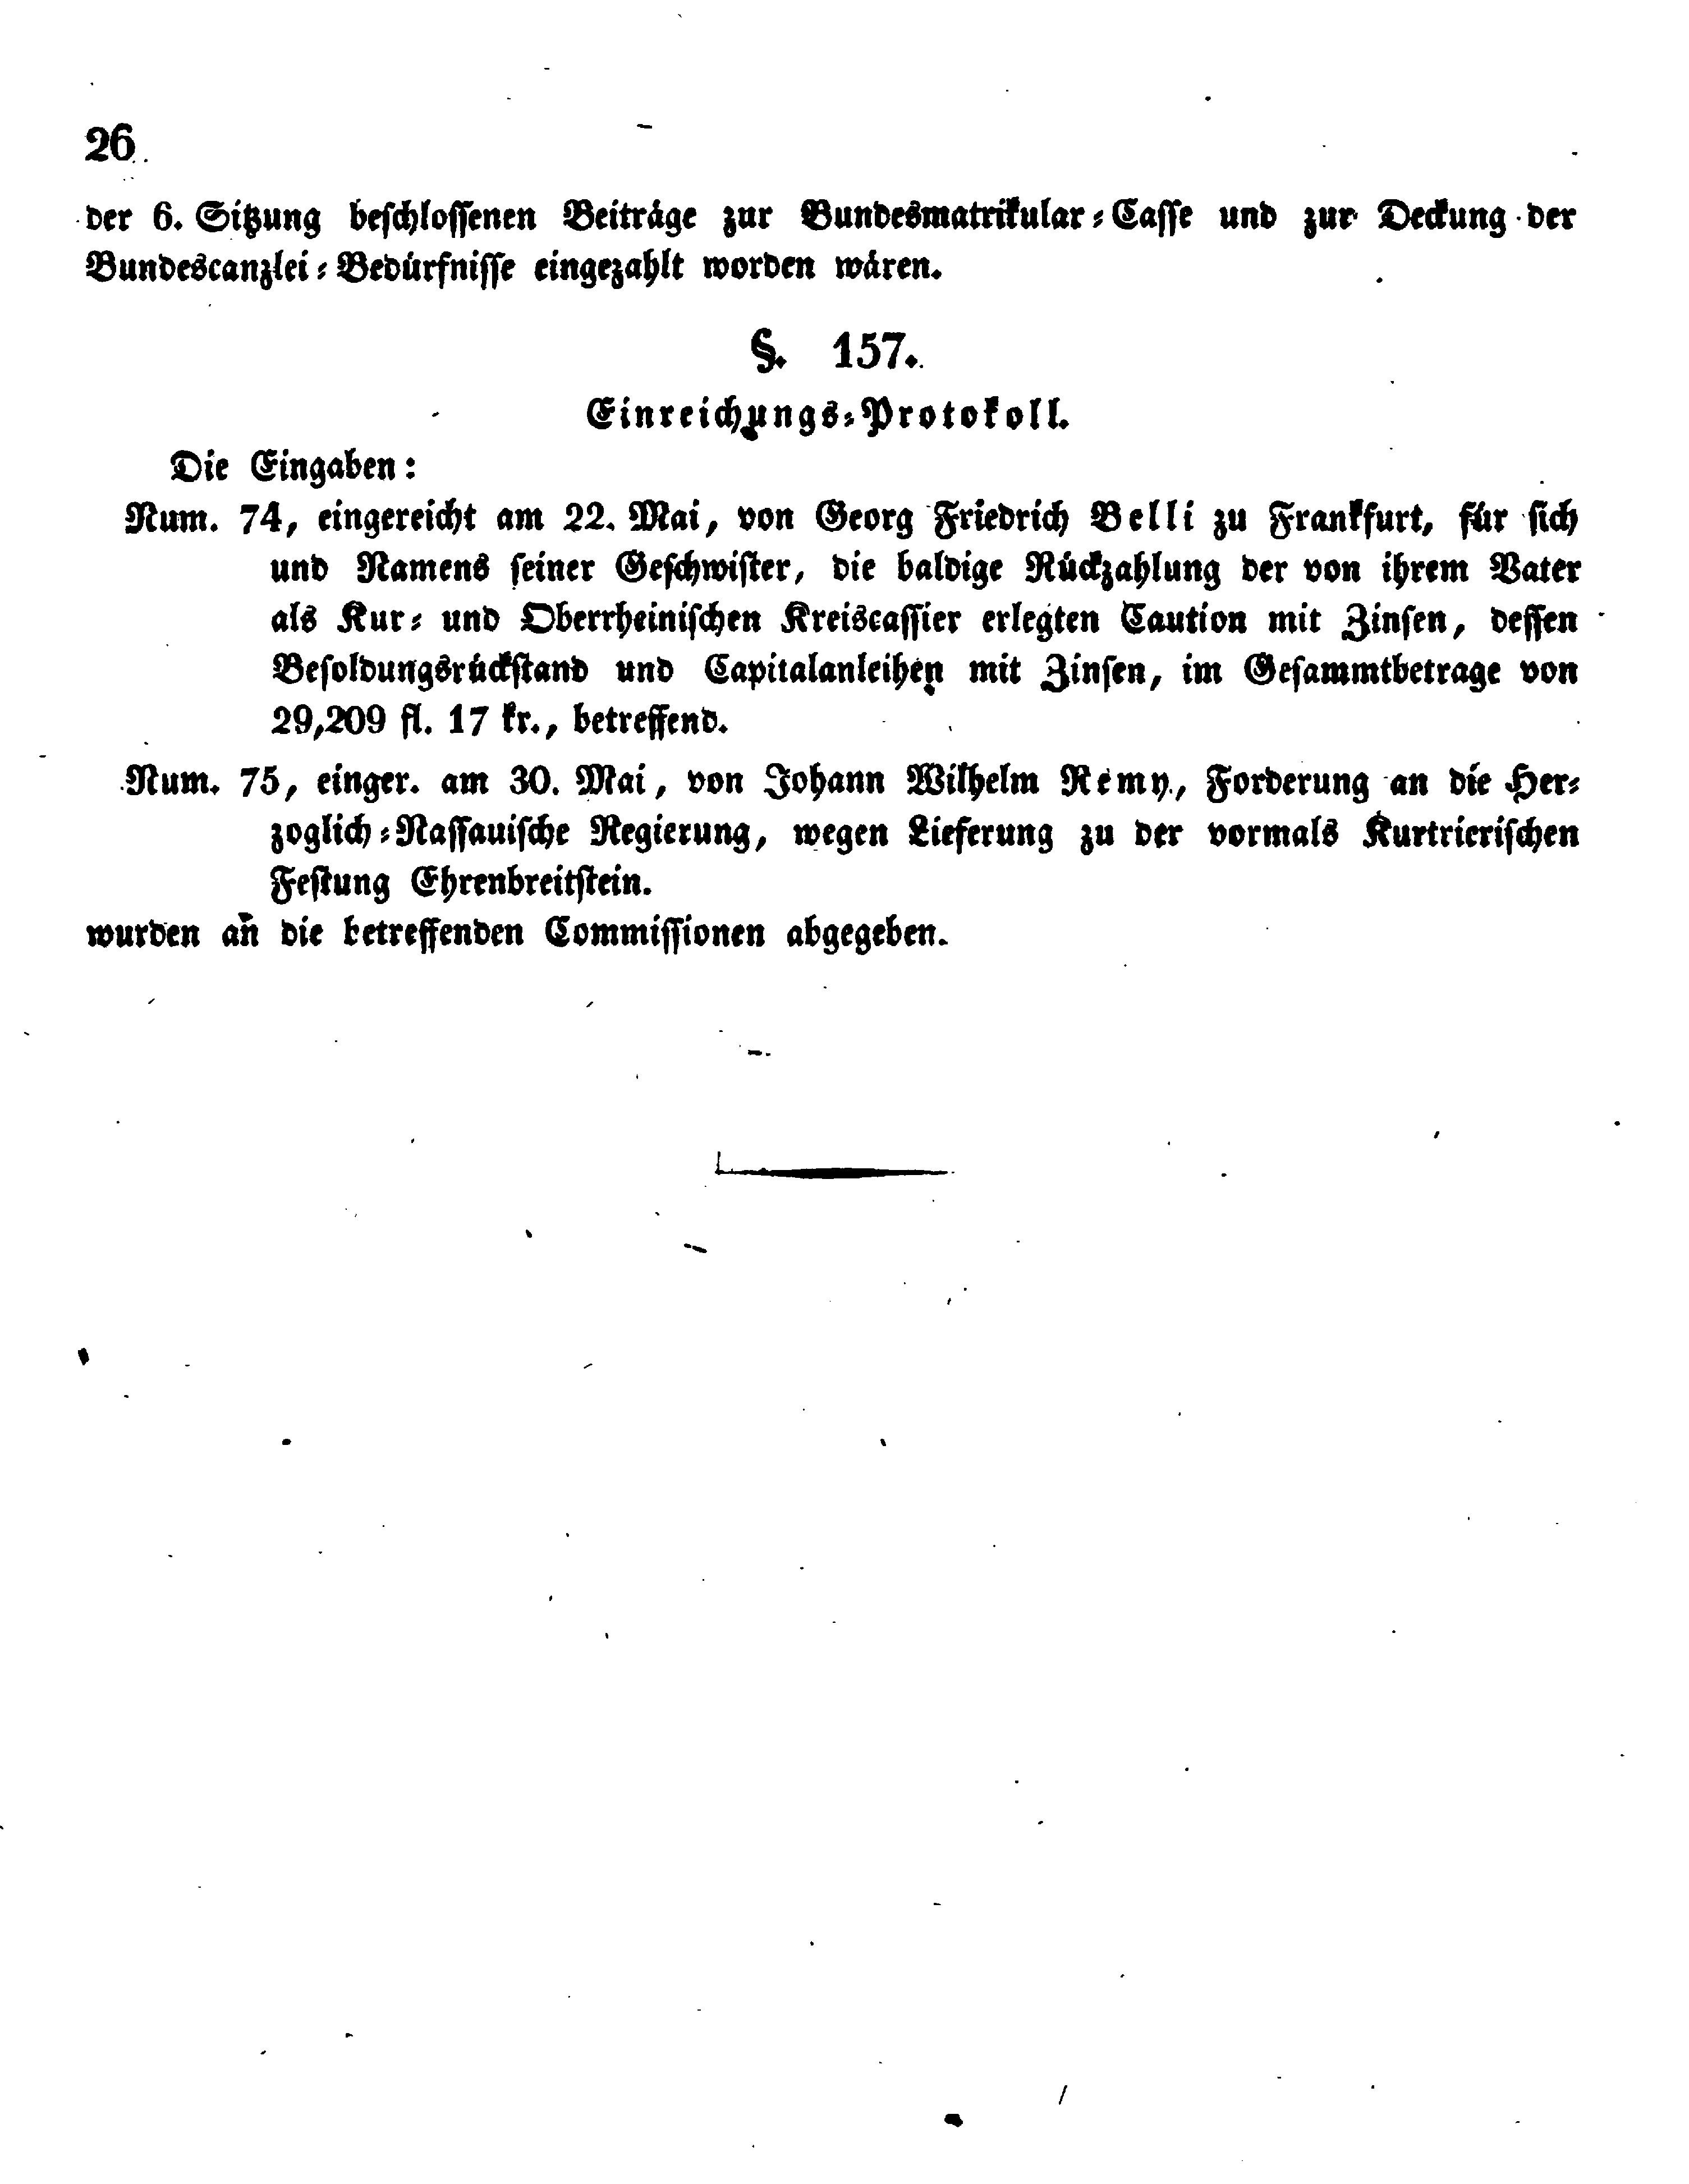 26
der 6. Sitzung beschlossenen Beiträge zur Bundesmatrikular-Casse und zur Deckung der
Bundescanzlei-Bedürfnisse eingezahlt worden wären.
§. 157.
Einreichungs-Protokoll.
Die Eingaben:
Num. 74, eingereicht am 22. Mai, von Georg Friedrich Belli zu Frankfurt, für sich
und Namens seiner Geschwister, die baldige Rückzahlung der von ihrem Vater
als Kur- und Oberrheinischen Kreiscassier erlegten Caution mit Zinsen, dessen
Besoldungsrückstand und Capitalanleihen mit Zinsen, im Gesammtbetrage von
29,209 fl. 17 kr., betreffend.
Num. 75, einger. am 30. Mai, von Johann Wilhelm Remy, Forderung an die Her-
zoglich-Nassauische Regierung, wegen Lieferung zu der vormals Kurtrierischen
Festung Ehrenbreitstein.
wurden an die betreffenden Commissionen abgegeben.